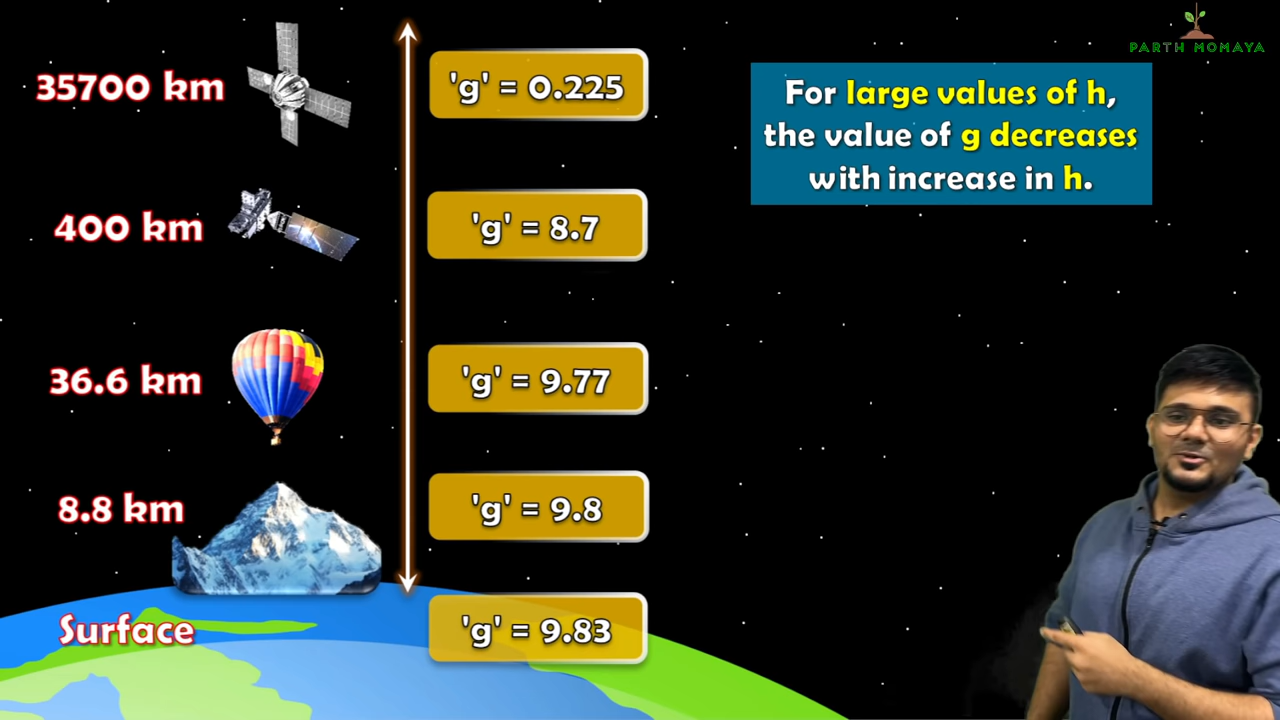 PARTH MOMAYA
35700 km
'g' = 0.225
For large values of h,
the value of g decreases
with increase in h.
400 km
'g' = 8.7
36.6 km
'g' = 9.77
8.8 km
'g' = 9.8
Surface
'g' = 9.83